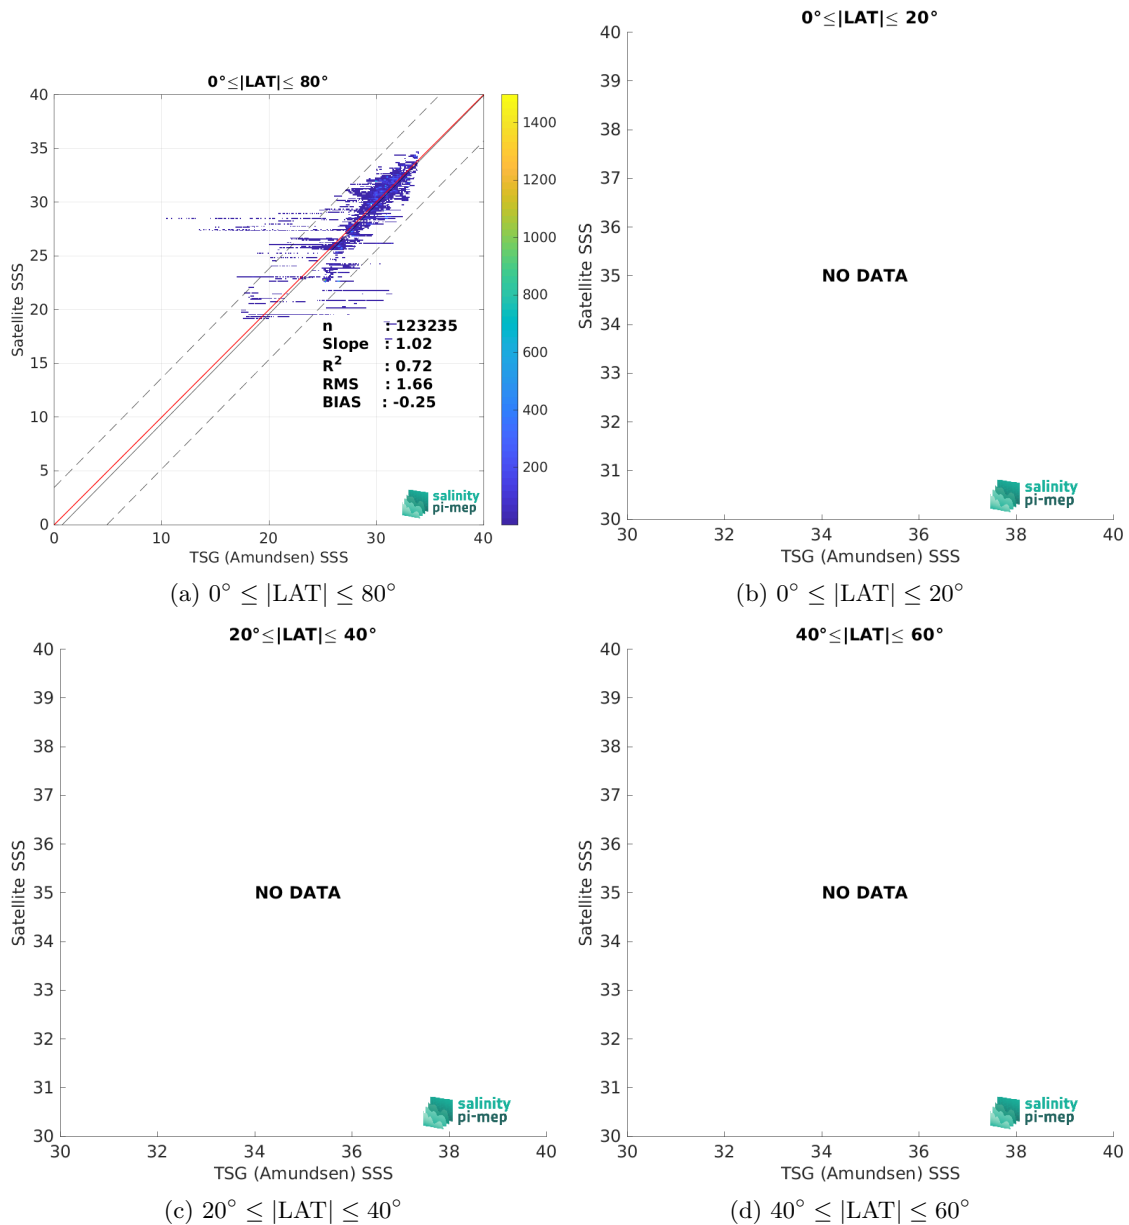 0°≤|LAT|≤ 80°
40
35
30
25
20
15
10
5
0
0
10
20
30
40
Satellite SSS
TSG (Amundsen) SSS
1400
1200
1000
800
600
400
200
n : 123235
Slope : 1.02
R² : 0.72
RMS : 1.66
BIAS : -0.25
salinity
pi-mep
(a) 0° ≤ |LAT| ≤ 80°
0°≤|LAT|≤ 20°
40
39
38
37
36
35
34
33
32
31
30
30
32
34
36
38
40
Satellite SSS
TSG (Amundsen) SSS
NO DATA
salinity
pi-mep
(b) 0° ≤ |LAT| ≤ 20°
20°≤|LAT|≤ 40°
40
39
38
37
36
35
34
33
32
31
30
30
32
34
36
38
40
Satellite SSS
TSG (Amundsen) SSS
NO DATA
salinity
pi-mep
(c) 20° ≤ |LAT| ≤ 40°
40°≤|LAT|≤ 60°
40
39
38
37
36
35
34
33
32
31
30
30
32
34
36
38
40
Satellite SSS
TSG (Amundsen) SSS
NO DATA
salinity
pi-mep
(d) 40° ≤ |LAT| ≤ 60°